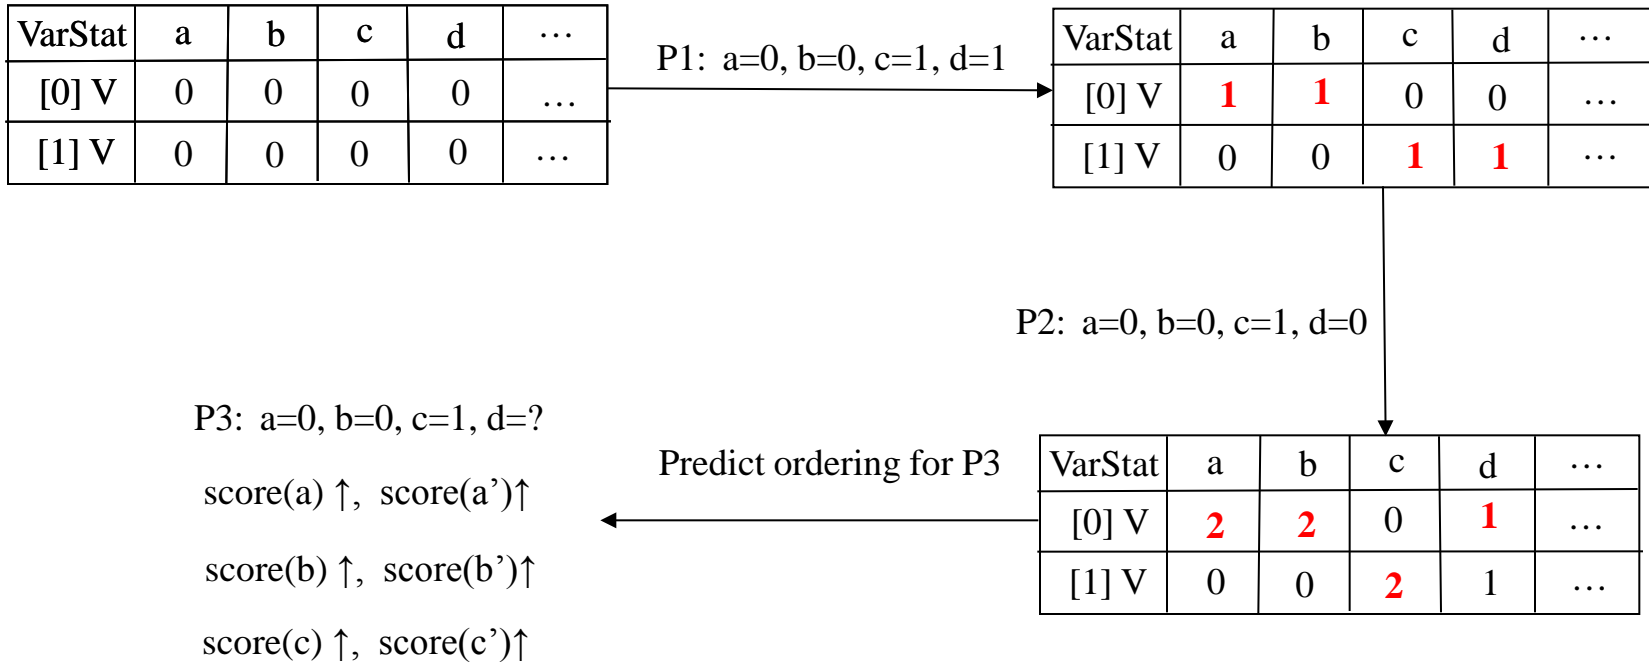 VarStat a b c d …
[0] V 0 0 0 0 …
[1] V 0 0 0 0 …
P1: a=0, b=0, c=1, d=1
VarStat a b c d …
[0] V 1 1 0 0 …
[1] V 0 0 1 1 …
P2: a=0, b=0, c=1, d=0
VarStat a b c d …
[0] V 2 2 0 1 …
[1] V 0 0 2 1 …
Predict ordering for P3
P3: a=0, b=0, c=1, d=?
score(a) ↑, score(a’)↑
score(b) ↑, score(b’)↑
score(c) ↑, score(c’)↑